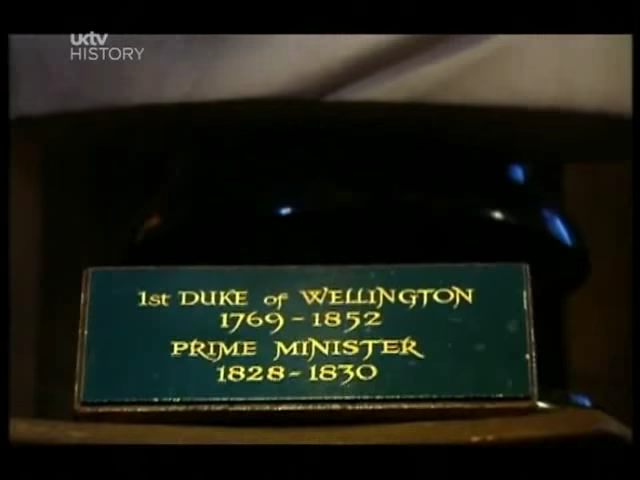 uktv
HISTORY
1st DUKE of WELLINGTON
1769 - 1852
PRIME MINISTER
1828 - 1830